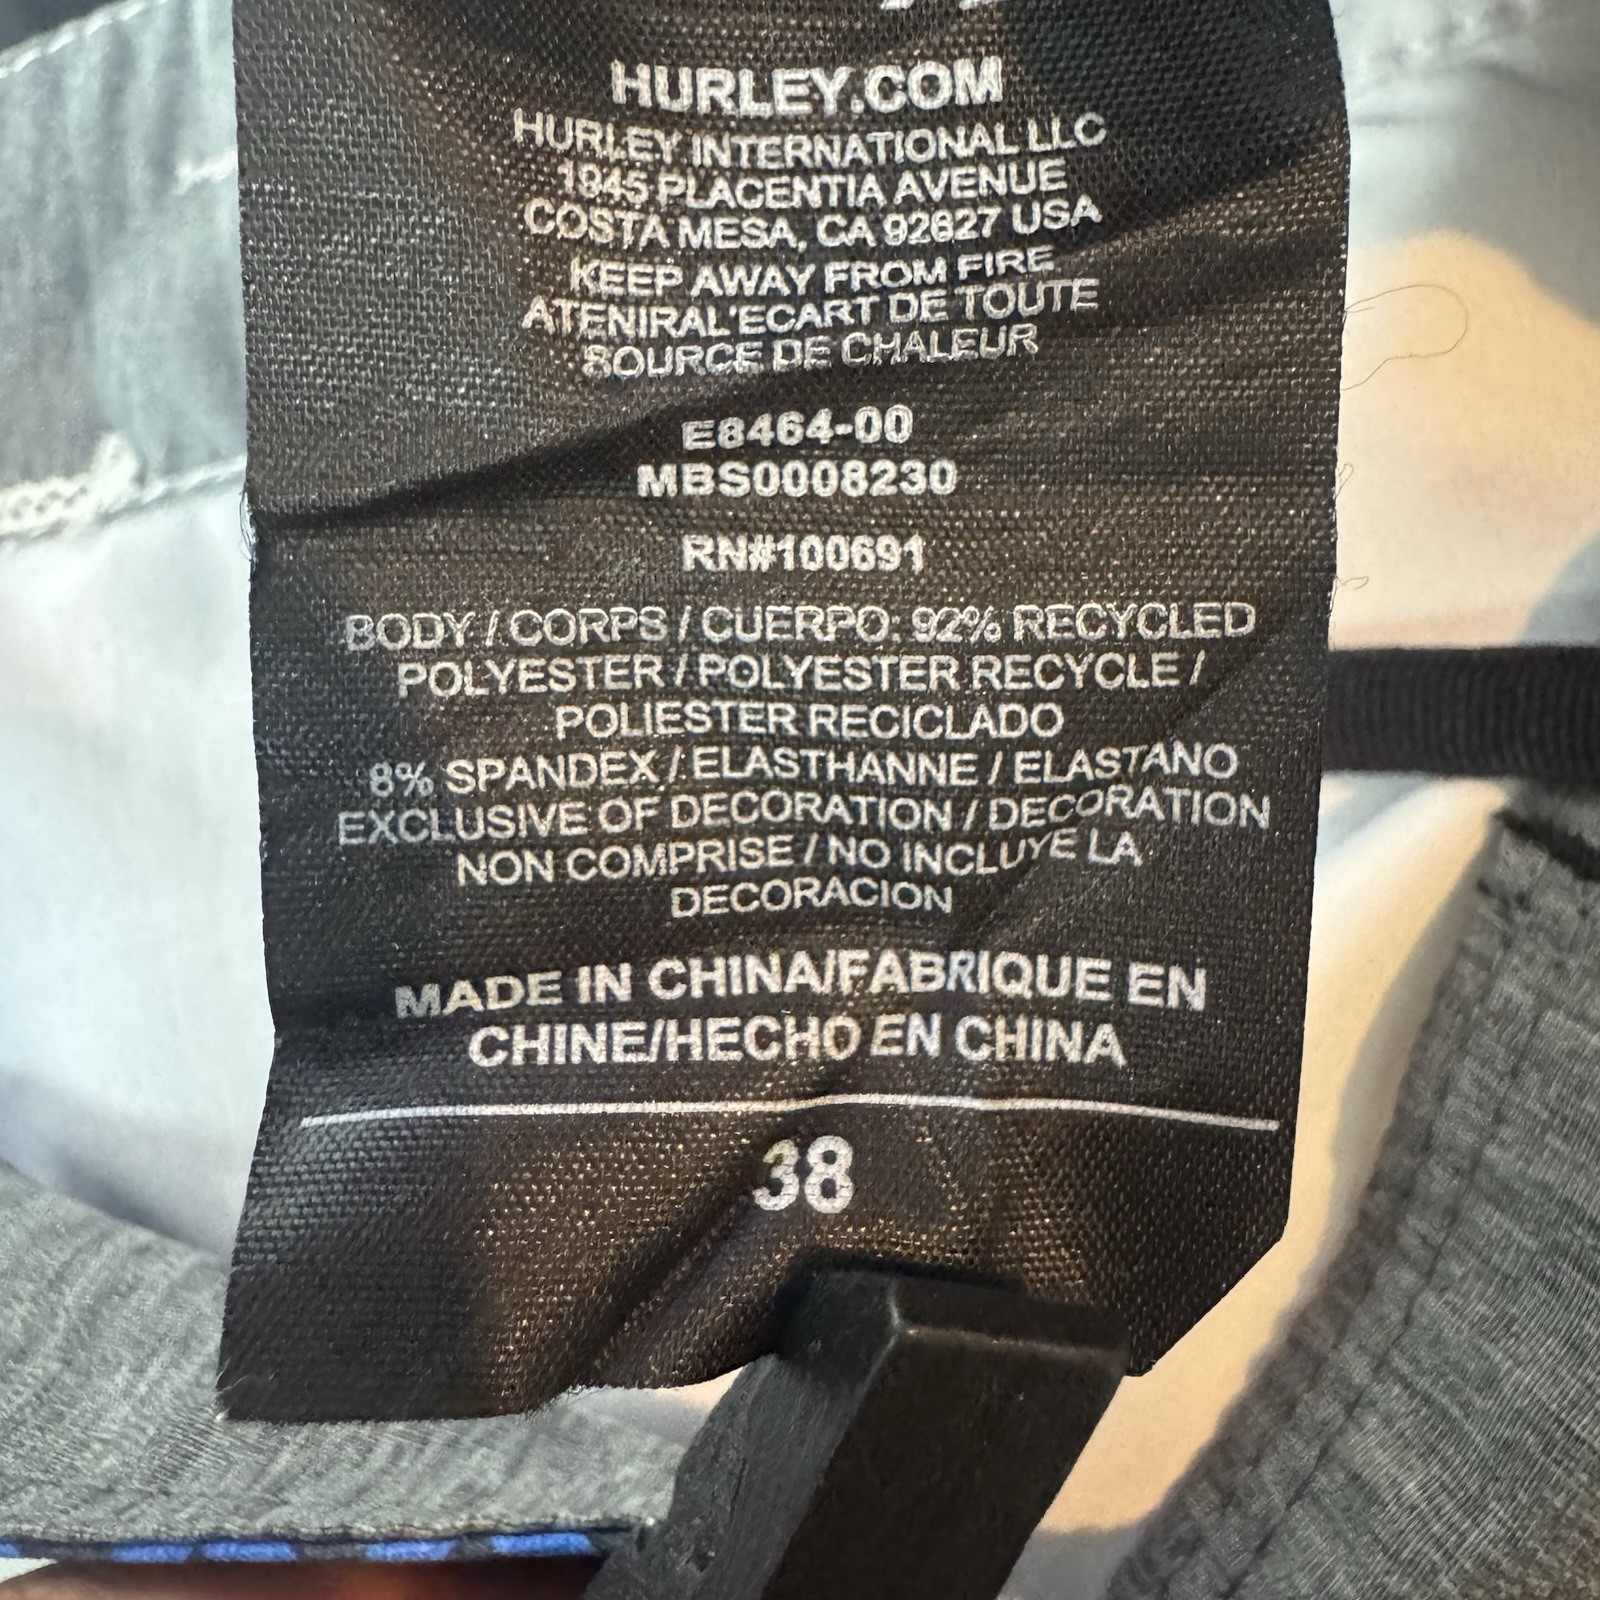 HURLEY.COM
HURLEY INTERNATIONAL LLC
1945 PLACENTIA AVENUE
COSTA MESA, CA 92627 USA
KEEP AWAY FROM FIRE
ATENIRAL'ECART DE TOUTE
SOURCE DE CHALEUR
E8464-00
MBS0008230
RN#100691
BODY / CORPS / CUERPO: 92% RECYCLED
POLYESTER / POLYESTER RECYCLE /
POLIESTER RECICLADO
8% SPANDEX / ELASTHANNE / ELASTANO
EXCLUSIVE OF DECORATION / DECORATION
NON COMPRISE / NO INCLUYE LA
DECORACION
MADE IN CHINA/FABRIQUE EN
CHINE/HECHO EN CHINA
38